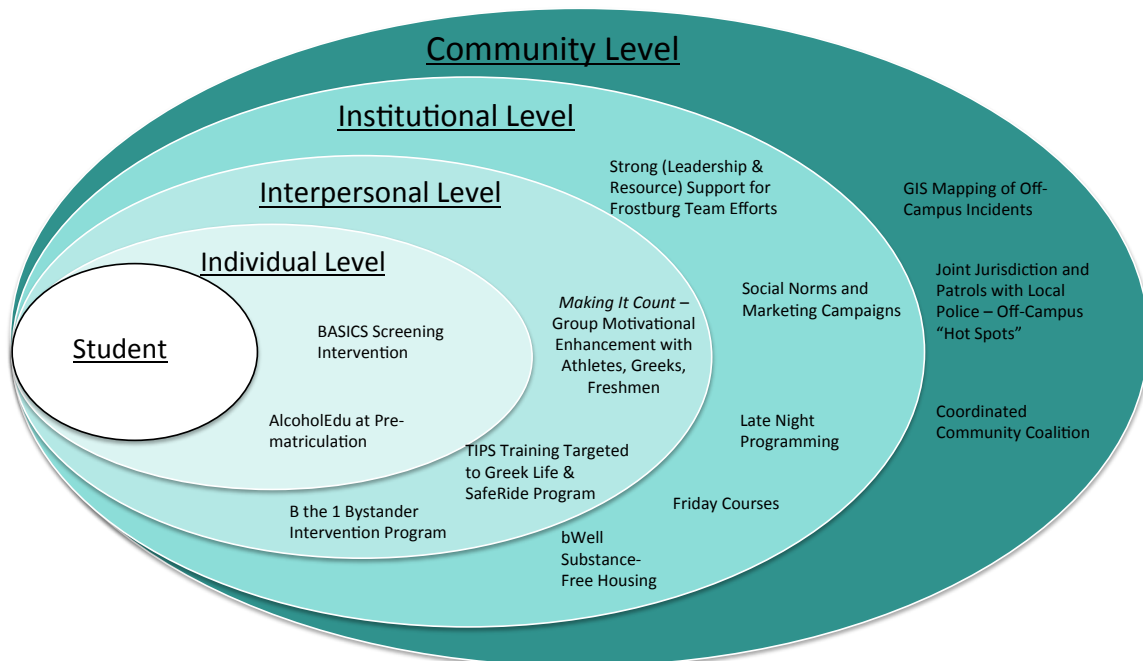 Community Level
Institutional Level
Strong (Leadership &
Resource) Support for
Frostburg Team Efforts
GIS Mapping of Off-
Campus Incidents
Interpersonal Level
Individual Level
Joint Jurisdiction and
Patrols with Local
Police – Off-Campus
“Hot Spots”
Social Norms and
Marketing Campaigns
Making It Count –
Group Motivational
Enhancement with
Athletes, Greeks,
Freshmen
BASICS Screening
Intervention
Student
AlcoholEdu at Pre-
matriculation
Late Night
Programming
Coordinated
Community Coalition
TIPS Training Targeted
to Greek Life &
SafeRide Program
Friday Courses
B the 1 Bystander
Intervention Program
bWell
Substance-
Free Housing